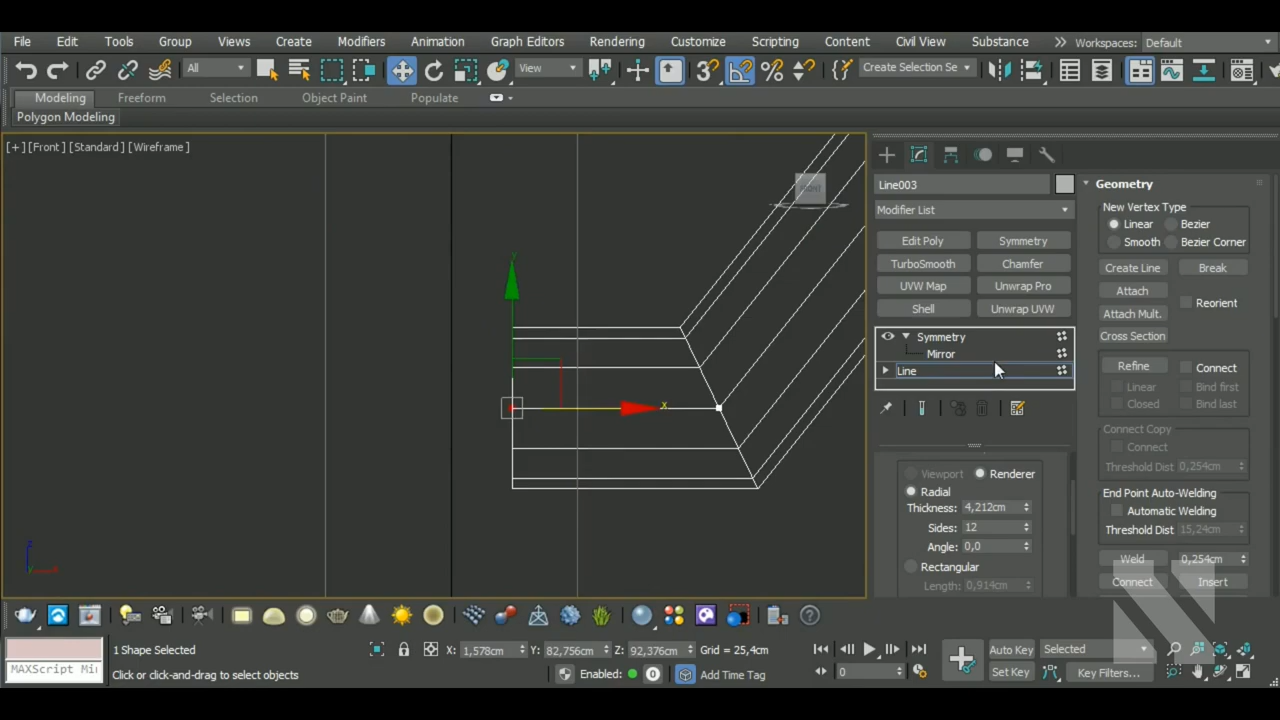 File Edit Tools Group Views Create Modifiers Animation Graph Editors Rendering Customize Scripting Content Civil View Substance Workspaces: Default
All View Create Selection Se
Modeling Freeform Selection Object Paint Populate
Polygon Modeling
[+] [Front] [Standard] [Wireframe]
FRONT
y
x
z
Line003
Modifier List
Edit Poly Symmetry
TurboSmooth Chamfer
UVW Map Unwrap Pro
Shell Unwrap UVW
Symmetry
Mirror
Line
Viewport Renderer
Radial
Thickness: 4,212cm
Sides: 12
Angle: 0,0
Rectangular
Length: 0,914cm
Geometry
New Vertex Type
Linear Bezier
Smooth Bezier Corner
Create Line Break
Attach Reorient
Attach Mult.
Cross Section
Refine Connect
Linear Bind first
Closed Bind last
Connect Copy
Connect
Threshold Dist 0,254cm
End Point Auto-Welding
Automatic Welding
Threshold Dist 15,24cm
Weld 0,254cm
Connect Insert
MAXScript Mi
1 Shape Selected
Click or click-and-drag to select objects
X: 1,578cm Y: 82,756cm Z: 92,376cm Grid = 25,4cm
Enabled: 0 Add Time Tag
0
Auto Key Selected
Set Key Key Filters...